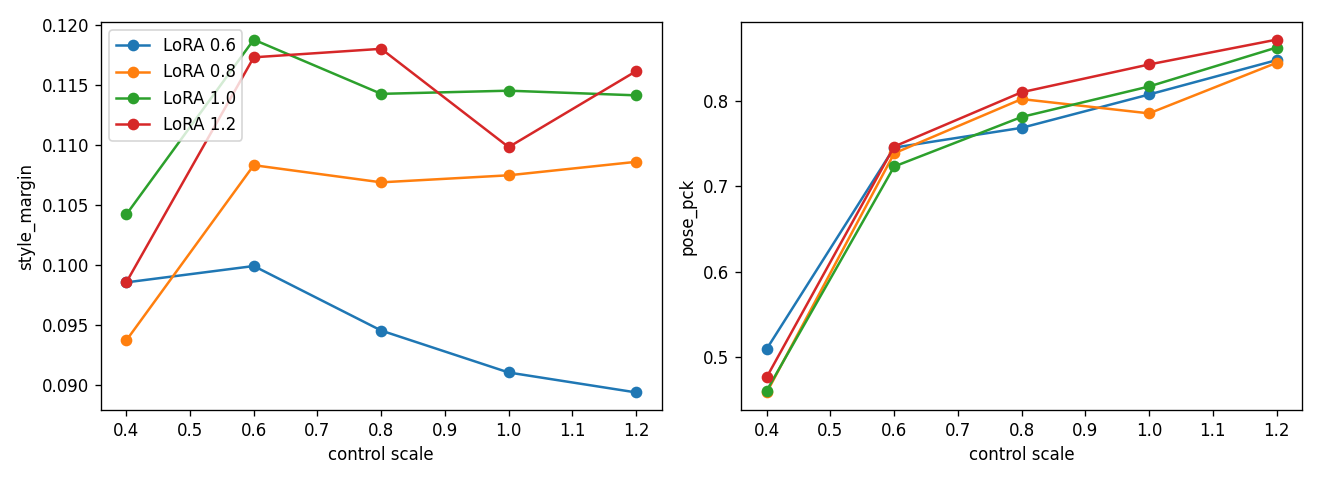 0.120
0.115
0.110
0.105
0.100
0.095
0.090
style_margin
LoRA 0.6
LoRA 0.8
LoRA 1.0
LoRA 1.2
0.4 0.5 0.6 0.7 0.8 0.9 1.0 1.1 1.2
control scale
0.8
0.7
0.6
0.5
pose_pck
0.4 0.5 0.6 0.7 0.8 0.9 1.0 1.1 1.2
control scale